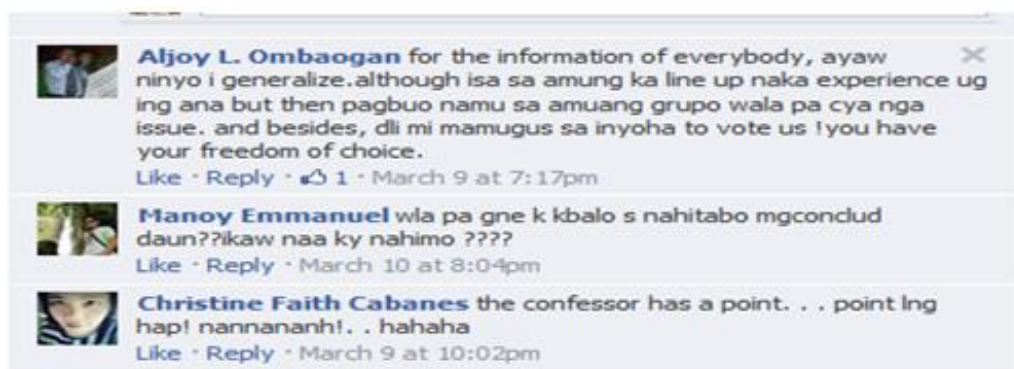 Aljoy L. Ombaogan for the information of everybody, ayaw
ninyo i generalize.although isa sa amung ka line up naka experience ug
ing ana but then pagbuo namu sa amuang grupo wala pa cya nga
issue. and besides, dli mi mamugus sa inyoha to vote us !you have
your freedom of choice.
Like · Reply · 1 · March 9 at 7:17pm
Manoy Emmanuel wla pa gne k kbalo s nahitabo mgconclud
daun??ikaw naa ky nahimo ????
Like · Reply · March 10 at 8:04pm
Christine Faith Cabanes the confessor has a point. . . point lng
hap! nannananh!. . hahaha
Like · Reply · March 9 at 10:02pm